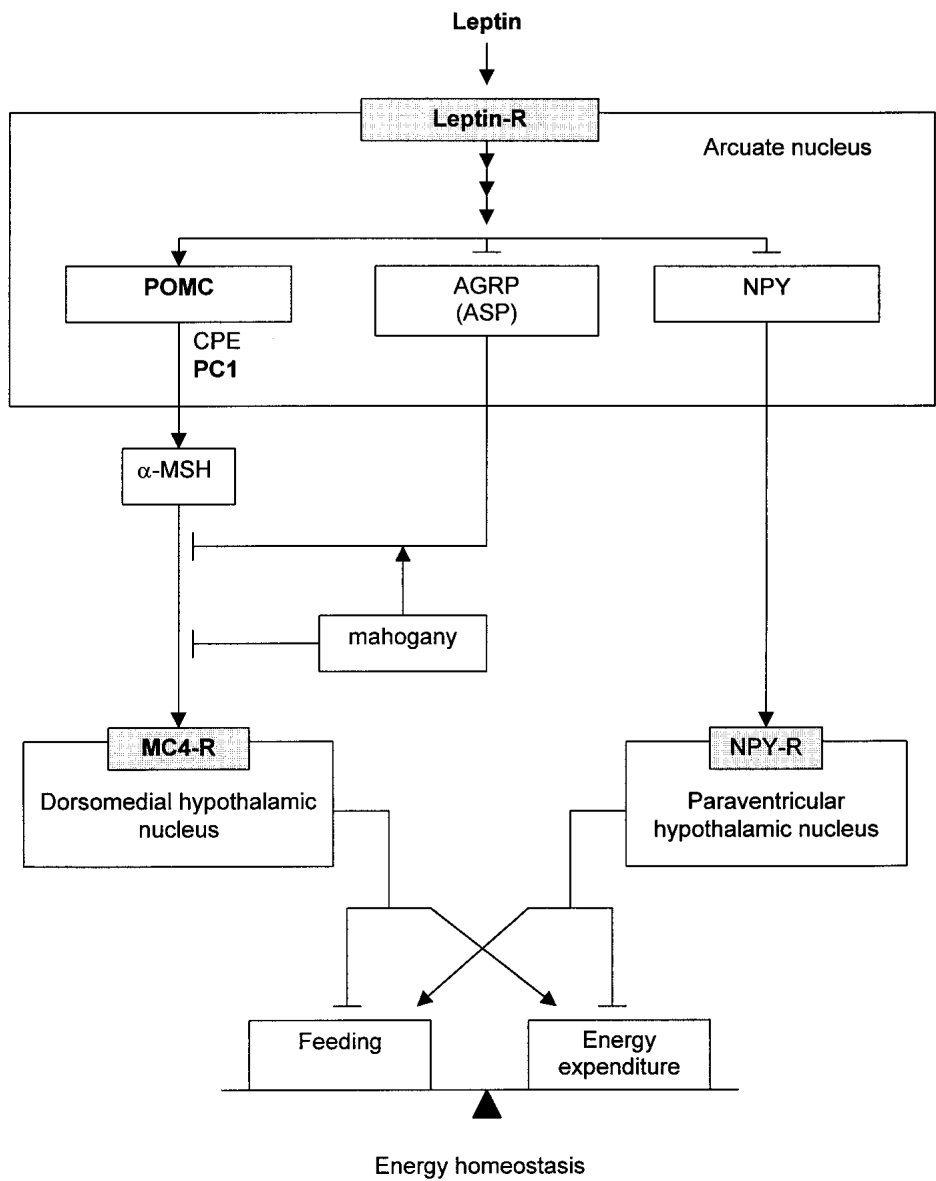 Leptin
Leptin-R
Arcuate nucleus
POMC
AGRP
(ASP)
NPY
CPE
PC1
α-MSH
mahogany
MC4-R
NPY-R
Dorsomedial hypothalamic
nucleus
Paraventricular
hypothalamic nucleus
Feeding
Energy
expenditure
Energy homeostasis